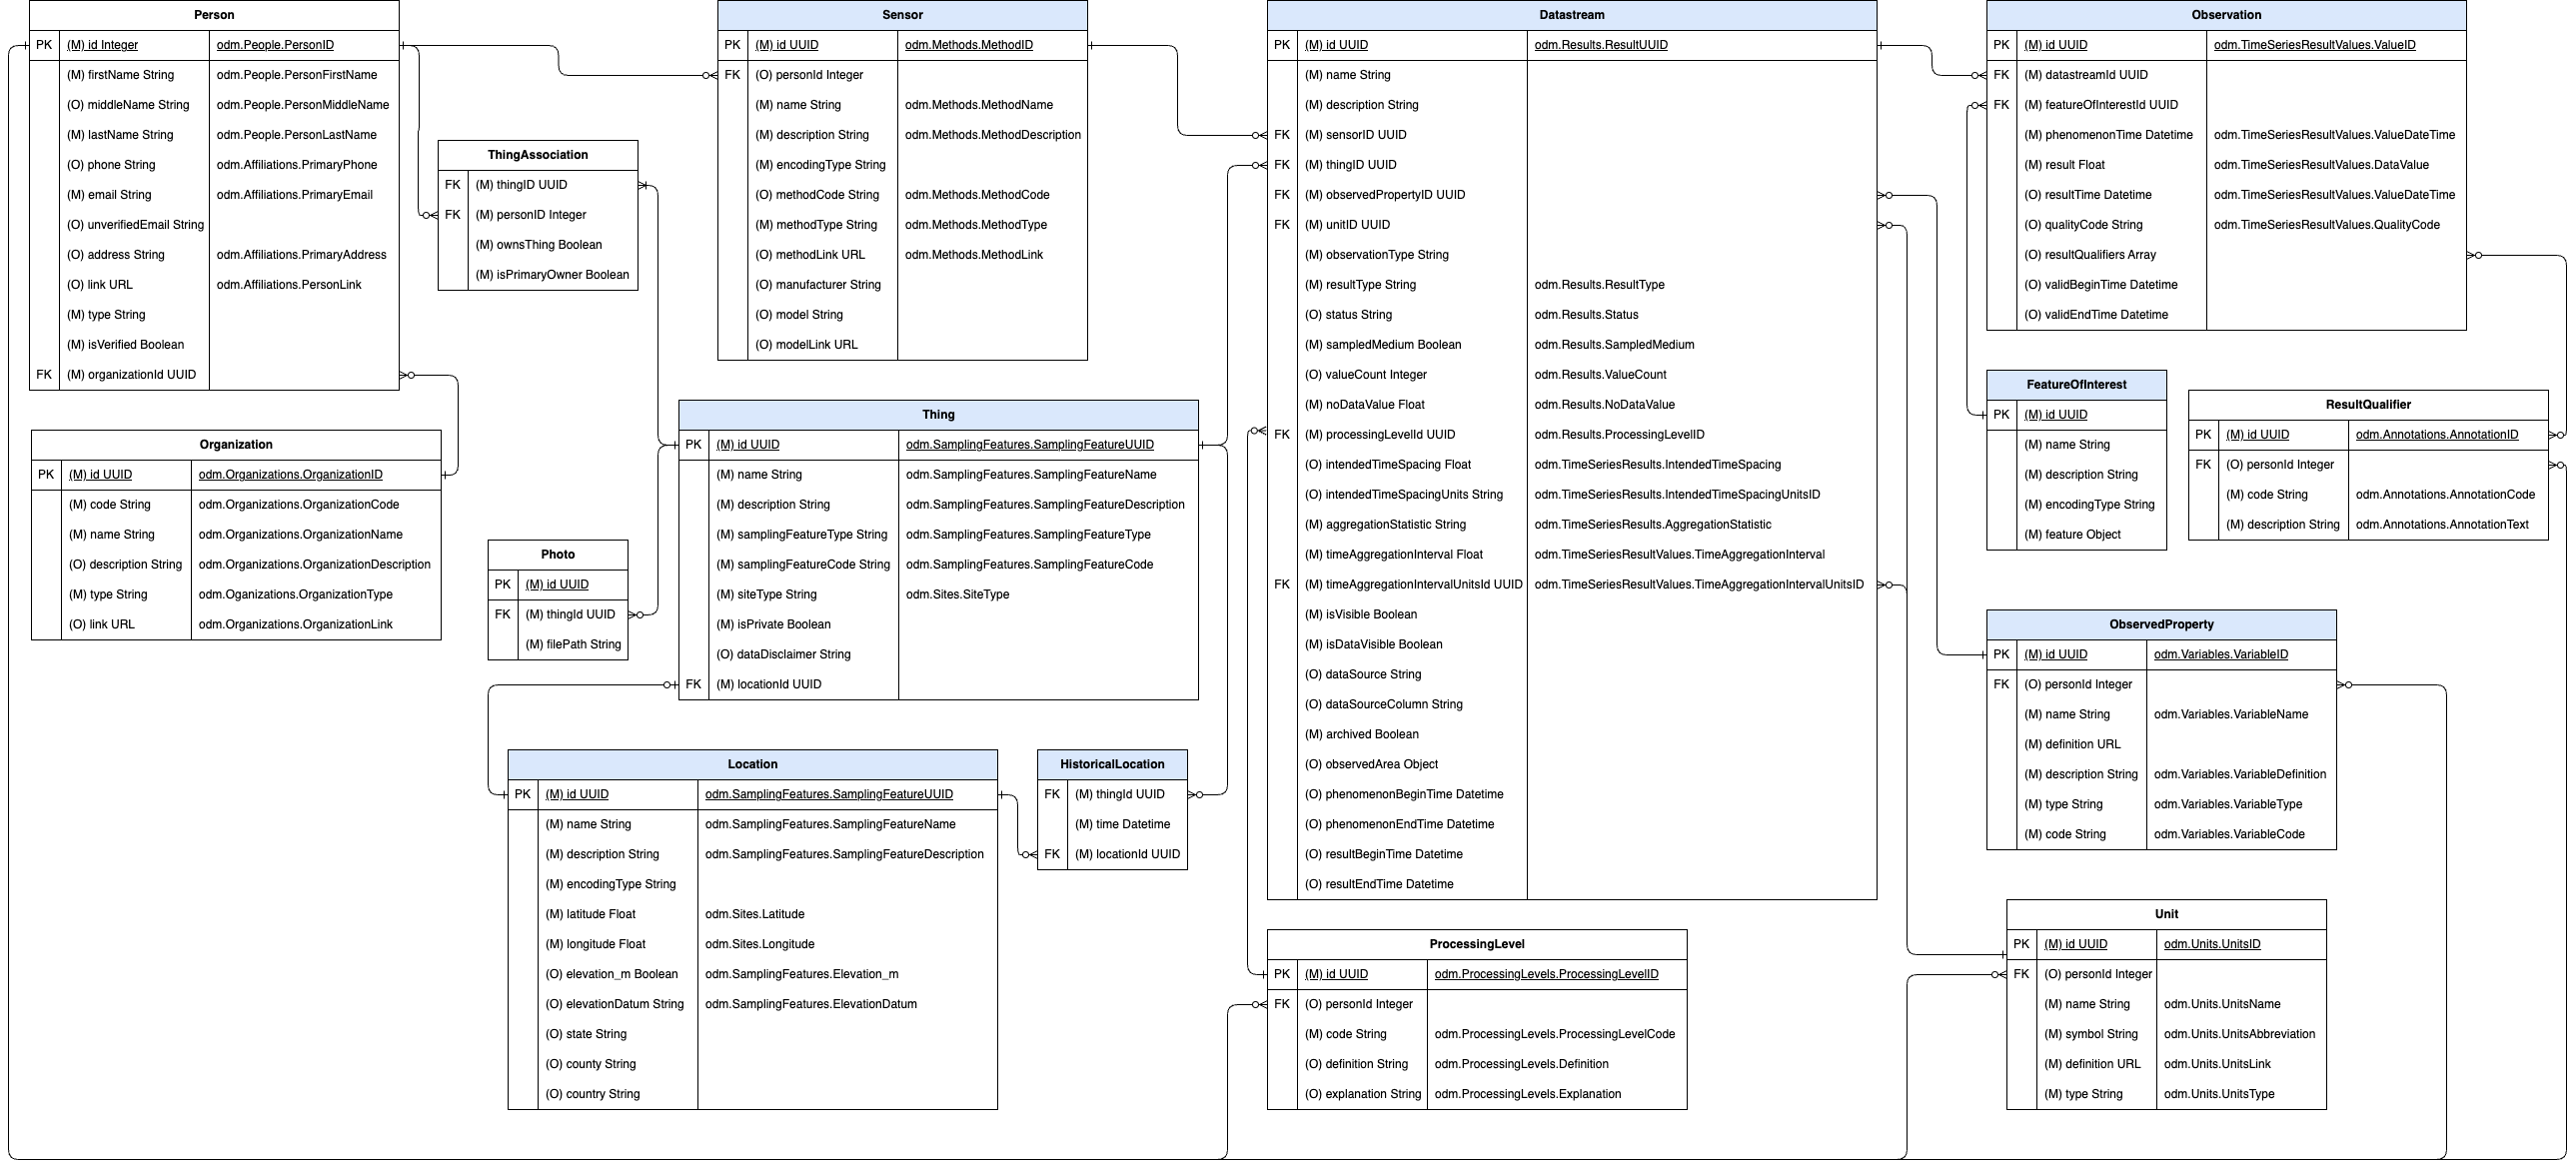 Person
PK (M) id Integer odm.People.PersonID
(M) firstName String odm.People.PersonFirstName
(O) middleName String odm.People.PersonMiddleName
(M) lastName String odm.People.PersonLastName
(O) phone String odm.Affiliations.PrimaryPhone
(M) email String odm.Affiliations.PrimaryEmail
(O) unverifiedEmail String
(O) address String odm.Affiliations.PrimaryAddress
(O) link URL odm.Affiliations.PersonLink
(M) type String
(M) isVerified Boolean
FK (M) organizationId UUID
Organization
PK (M) id UUID odm.Organizations.OrganizationID
(M) code String odm.Organizations.OrganizationCode
(M) name String odm.Organizations.OrganizationName
(O) description String odm.Organizations.OrganizationDescription
(M) type String odm.Oganizations.OrganizationType
(O) link URL odm.Organizations.OrganizationLink
ThingAssociation
FK (M) thingID UUID
FK (M) personID Integer
(M) ownsThing Boolean
(M) isPrimaryOwner Boolean
Photo
PK (M) id UUID
FK (M) thingId UUID
(M) filePath String
Sensor
PK (M) id UUID odm.Methods.MethodID
FK (O) personId Integer
(M) name String odm.Methods.MethodName
(M) description String odm.Methods.MethodDescription
(M) encodingType String
(O) methodCode String odm.Methods.MethodCode
(M) methodType String odm.Methods.MethodType
(O) methodLink URL odm.Methods.MethodLink
(O) manufacturer String
(O) model String
(O) modelLink URL
Thing
PK (M) id UUID odm.SamplingFeatures.SamplingFeatureUUID
(M) name String odm.SamplingFeatures.SamplingFeatureName
(M) description String odm.SamplingFeatures.SamplingFeatureDescription
(M) samplingFeatureType String odm.SamplingFeatures.SamplingFeatureType
(M) samplingFeatureCode String odm.SamplingFeatures.SamplingFeatureCode
(M) siteType String odm.Sites.SiteType
(M) isPrivate Boolean
(O) dataDisclaimer String
FK (M) locationId UUID
Location
PK (M) id UUID odm.SamplingFeatures.SamplingFeatureUUID
(M) name String odm.SamplingFeatures.SamplingFeatureName
(M) description String odm.SamplingFeatures.SamplingFeatureDescription
(M) encodingType String
(M) latitude Float odm.Sites.Latitude
(M) longitude Float odm.Sites.Longitude
(O) elevation_m Boolean odm.SamplingFeatures.Elevation_m
(O) elevationDatum String odm.SamplingFeatures.ElevationDatum
(O) state String
(O) county String
(O) country String
HistoricalLocation
FK (M) thingId UUID
(M) time Datetime
FK (M) locationId UUID
Datastream
PK (M) id UUID odm.Results.ResultUUID
(M) name String
(M) description String
FK (M) sensorID UUID
FK (M) thingID UUID
FK (M) observedPropertyID UUID
FK (M) unitID UUID
(M) observationType String
(M) resultType String odm.Results.ResultType
(O) status String odm.Results.Status
(M) sampledMedium Boolean odm.Results.SampledMedium
(O) valueCount Integer odm.Results.ValueCount
(M) noDataValue Float odm.Results.NoDataValue
FK (M) processingLevelId UUID odm.Results.ProcessingLevelID
(O) intendedTimeSpacing Float odm.TimeSeriesResults.IntendedTimeSpacing
(O) intendedTimeSpacingUnits String odm.TimeSeriesResults.IntendedTimeSpacingUnitsID
(M) aggregationStatistic String odm.TimeSeriesResults.AggregationStatistic
(M) timeAggregationInterval Float odm.TimeSeriesResultValues.TimeAggregationInterval
FK (M) timeAggregationIntervalUnitsId UUID odm.TimeSeriesResultValues.TimeAggregationIntervalUnitsID
(M) isVisible Boolean
(M) isDataVisible Boolean
(O) dataSource String
(O) dataSourceColumn String
(M) archived Boolean
(O) observedArea Object
(O) phenomenonBeginTime Datetime
(O) phenomenonEndTime Datetime
(O) resultBeginTime Datetime
(O) resultEndTime Datetime
ProcessingLevel
PK (M) id UUID odm.ProcessingLevels.ProcessingLevelID
FK (O) personId Integer
(M) code String odm.ProcessingLevels.ProcessingLevelCode
(O) definition String odm.ProcessingLevels.Definition
(O) explanation String odm.ProcessingLevels.Explanation
Observation
PK (M) id UUID odm.TimeSeriesResultValues.ValueID
FK (M) datastreamId UUID
FK (M) featureOfInterestId UUID
(M) phenomenonTime Datetime odm.TimeSeriesResultValues.ValueDateTime
(M) result Float odm.TimeSeriesResultValues.DataValue
(O) resultTime Datetime odm.TimeSeriesResultValues.ValueDateTime
(O) qualityCode String odm.TimeSeriesResultValues.QualityCode
(O) resultQualifiers Array
(O) validBeginTime Datetime
(O) validEndTime Datetime
FeatureOfInterest
PK (M) id UUID
(M) name String
(M) description String
(M) encodingType String
(M) feature Object
ResultQualifier
PK (M) id UUID odm.Annotations.AnnotationID
FK (O) personId Integer
(M) code String odm.Annotations.AnnotationCode
(M) description String odm.Annotations.AnnotationText
ObservedProperty
PK (M) id UUID odm.Variables.VariableID
FK (O) personId Integer
(M) name String odm.Variables.VariableName
(M) definition URL
(M) description String odm.Variables.VariableDefinition
(M) type String odm.Variables.VariableType
(M) code String odm.Variables.VariableCode
Unit
PK (M) id UUID odm.Units.UnitsID
FK (O) personId Integer
(M) name String odm.Units.UnitsName
(M) symbol String odm.Units.UnitsAbbreviation
(M) definition URL odm.Units.UnitsLink
(M) type String odm.Units.UnitsType